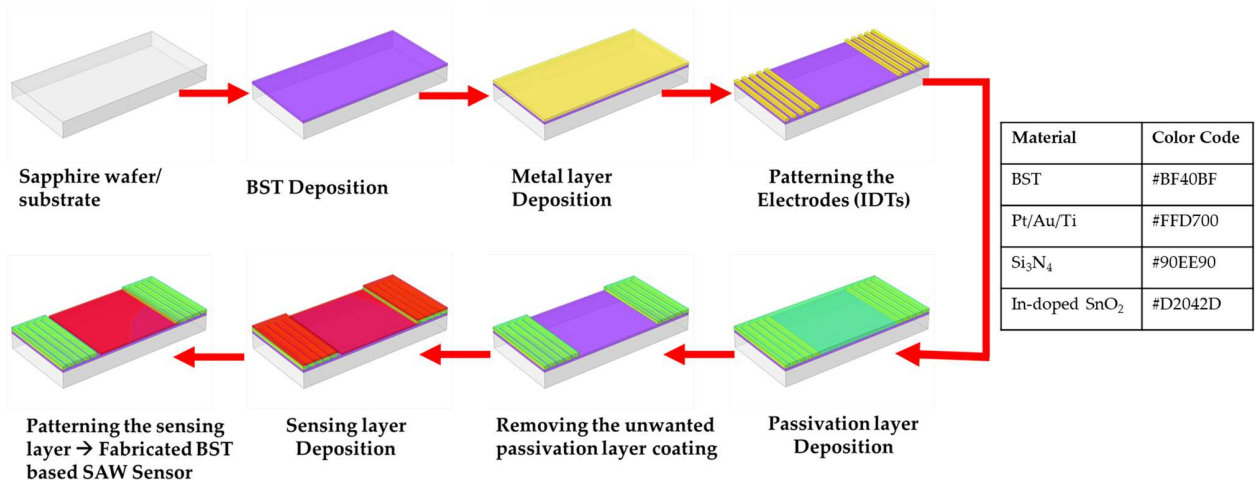 Sapphire wafer/
substrate
BST Deposition
Metal layer
Deposition
Patterning the
Electrodes (IDTs)
Material Color Code
BST #BF40BF
Pt/Au/Ti #FFD700
Si₃N₄ #90EE90
In-doped SnO₂ #D2042D
Patterning the sensing
layer → Fabricated BST
based SAW Sensor
Sensing layer
Deposition
Removing the unwanted
passivation layer coating
Passivation layer
Deposition